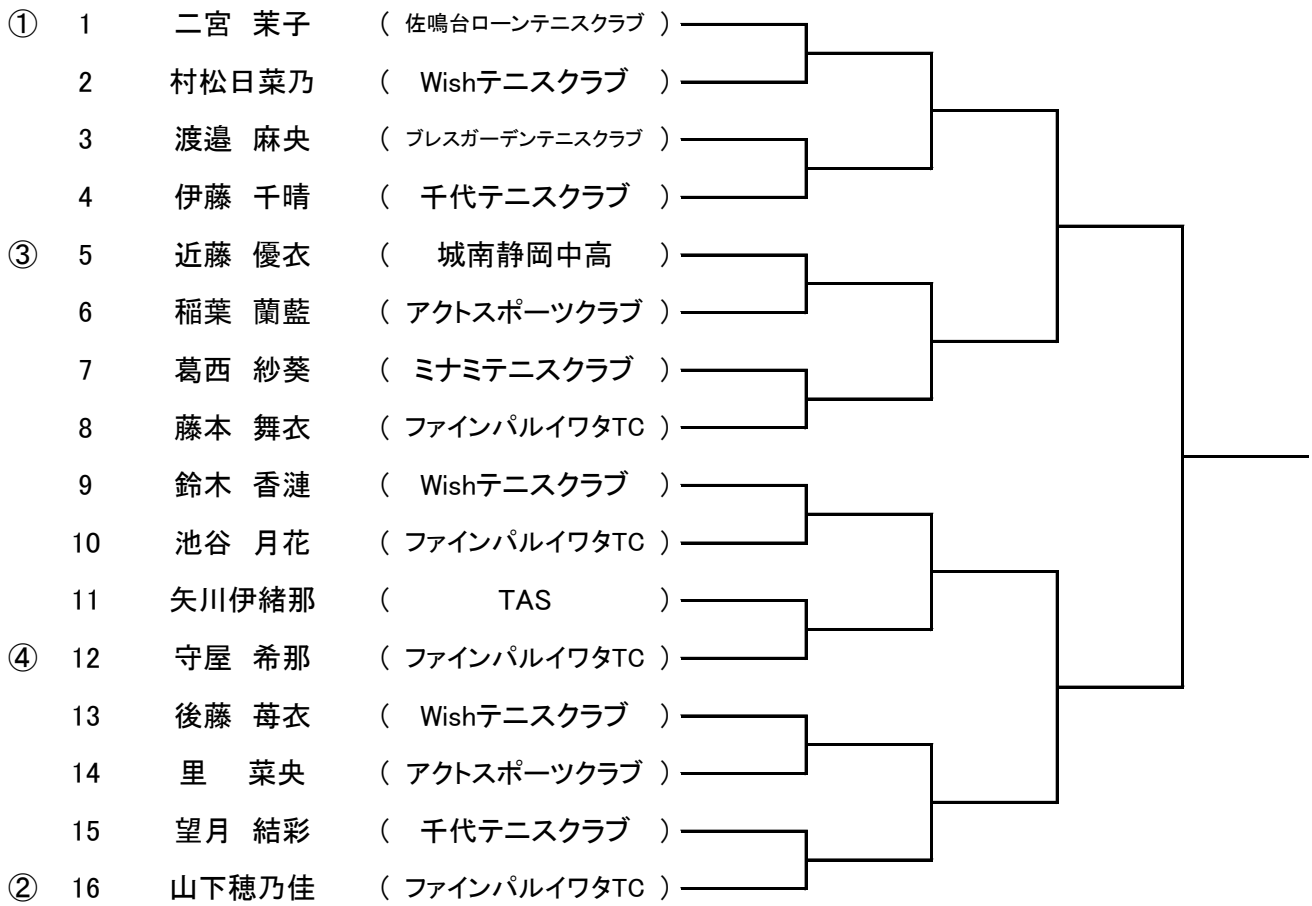 ① 1 二宮 茉子 ( 佐鳴台ローンテニスクラブ )
2 村松日菜乃 ( Wishテニスクラブ )
3 渡邉 麻央 ( ブレスガーデンテニスクラブ )
4 伊藤 千晴 ( 千代テニスクラブ )
③ 5 近藤 優衣 ( 城南静岡中高 )
6 稲葉 蘭藍 ( アクトスポーツクラブ )
7 葛西 紗葵 ( ミナミテニスクラブ )
8 藤本 舞衣 ( ファインパルイワタTC )
9 鈴木 香漣 ( Wishテニスクラブ )
10 池谷 月花 ( ファインパルイワタTC )
11 矢川伊緒那 ( TAS )
④ 12 守屋 希那 ( ファインパルイワタTC )
13 後藤 苺衣 ( Wishテニスクラブ )
14 里 菜央 ( アクトスポーツクラブ )
15 望月 結彩 ( 千代テニスクラブ )
② 16 山下穂乃佳 ( ファインパルイワタTC )